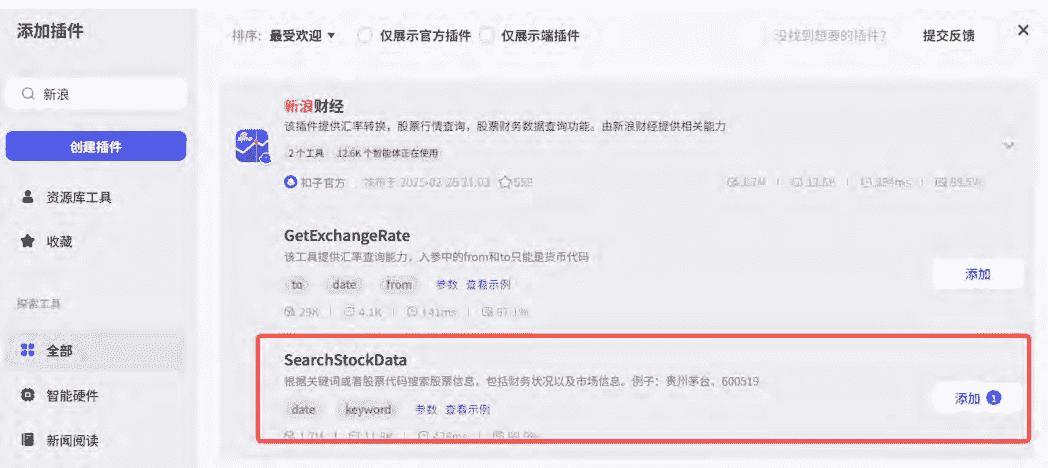 添加插件
排序: 最受欢迎
仅展示官方插件
仅展示端插件
没找到想要的插件?
提交反馈
新浪
创建插件
资源库工具
收藏
探索工具
全部
智能硬件
新闻阅读
新浪财经
该插件提供汇率转换，股票行情查询，股票财务数据查询功能。由新浪财经提供相关能力
2个工具 12.6K个智能体正在使用
扣子官方
GetExchangeRate
该工具提供汇率查询能力，入参中的from和to只能是货币代码
to date from 参数 查看示例
29K 4.1K 141ms 97.1%
添加
SearchStockData
根据关键词或者股票代码搜索股票信息，包括财务状况以及市场信息。例子：贵州茅台、600519
date keyword 参数 查看示例
添加 1